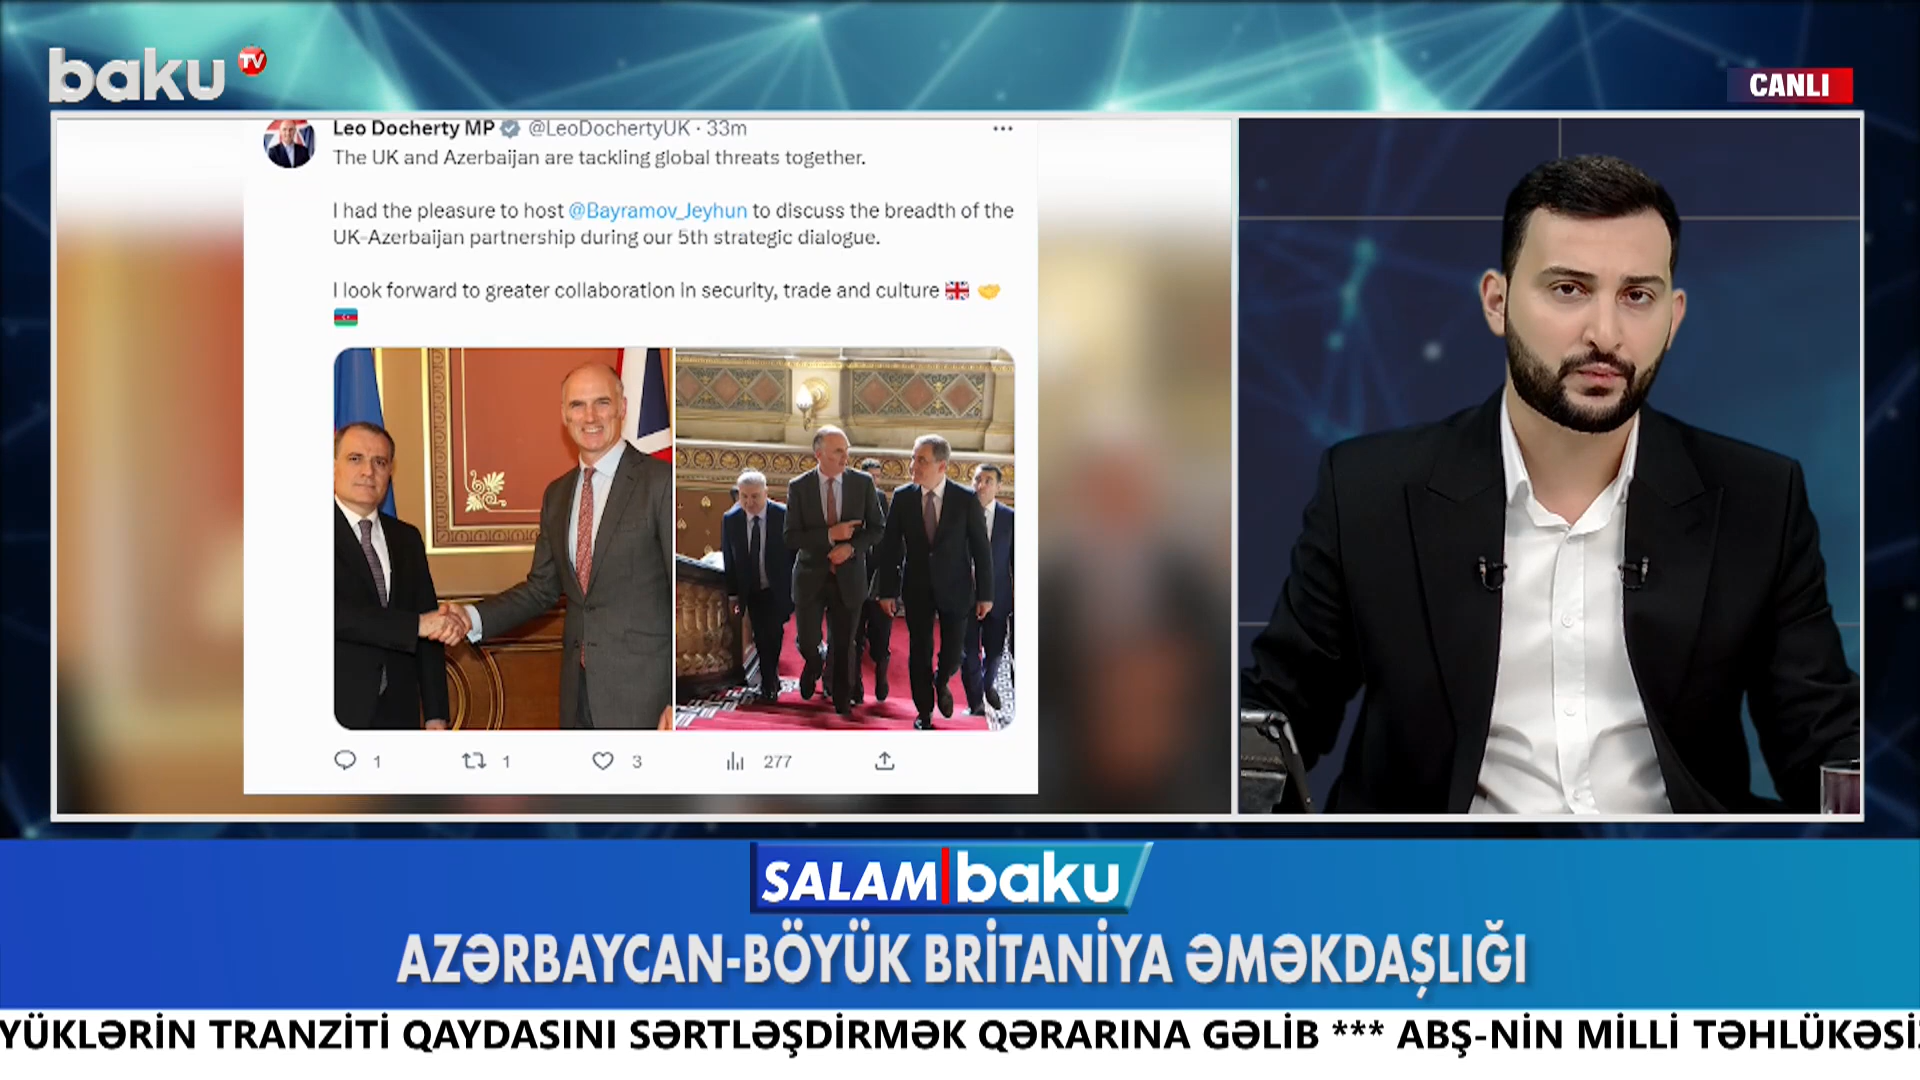 baku TV
CANLI
Leo Docherty MP @LeoDochertyUK · 33m
The UK and Azerbaijan are tackling global threats together.
I had the pleasure to host @Bayramov_Jeyhun to discuss the breadth of the
UK-Azerbaijan partnership during our 5th strategic dialogue.
I look forward to greater collaboration in security, trade and culture
1 1 3 277
SALAM baku
AZƏRBAYCAN-BÖYÜK BRİTANİYA ƏMƏKDAŞLIĞI
YÜKLƏRİN TRANZİTİ QAYDASINI SƏRTLƏŞDİRMƏK QƏRARINA GƏLİB *** ABŞ-NİN MİLLİ